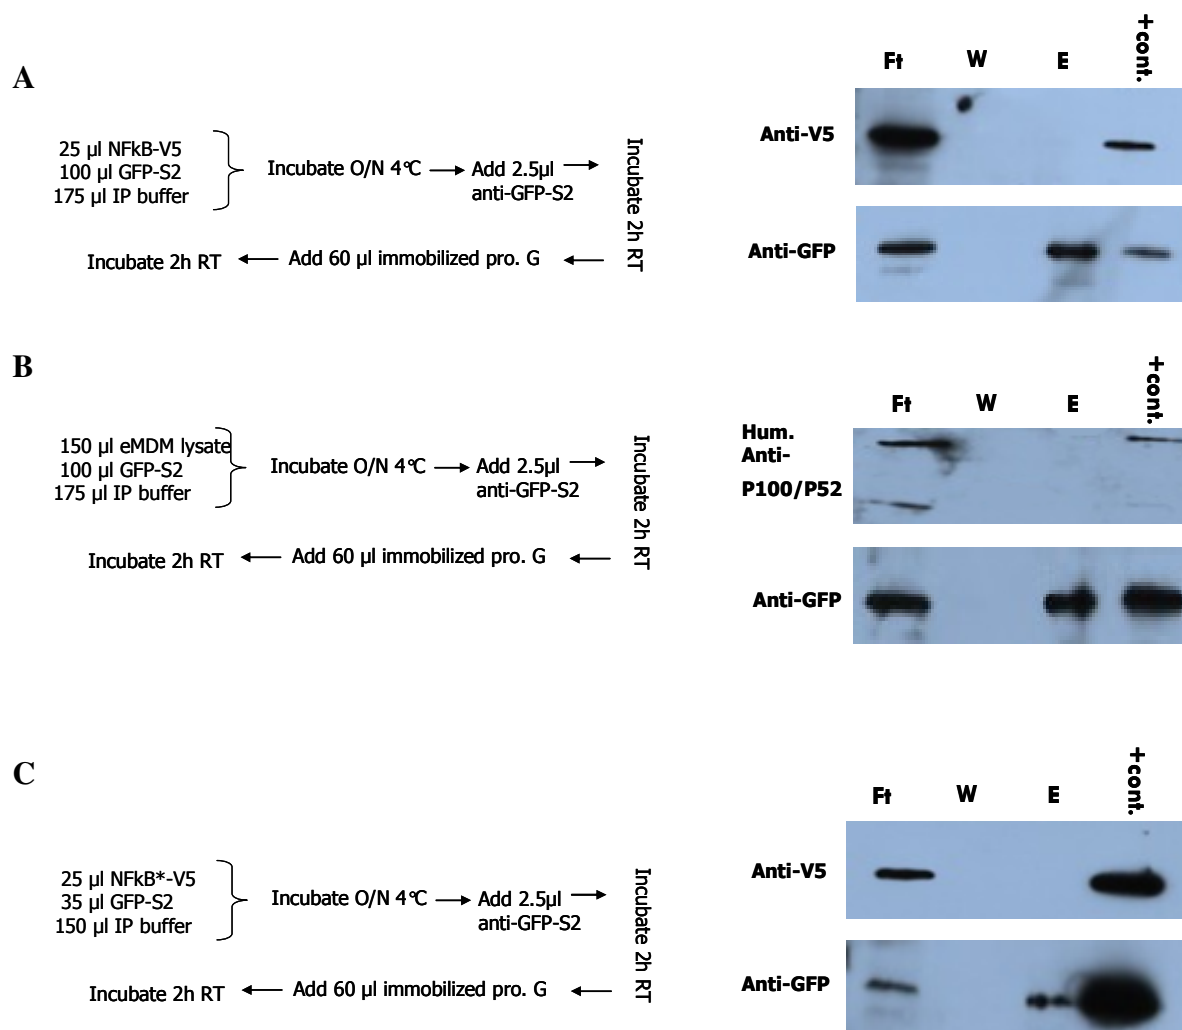 A
25 µl NFkB-V5
100 µl GFP-S2
175 µl IP buffer
Incubate O/N 4°C
Add 2.5µl
anti-GFP-S2
Incubate 2h RT
Add 60 µl immobilized pro. G
Incubate 2h RT
Ft W E +cont.
Anti-V5
Anti-GFP
B
150 µl eMDM lysate
100 µl GFP-S2
175 µl IP buffer
Incubate O/N 4°C
Add 2.5µl
anti-GFP-S2
Incubate 2h RT
Add 60 µl immobilized pro. G
Incubate 2h RT
Ft W E +cont.
Hum.
Anti-
P100/P52
Anti-GFP
C
25 µl NFkB*-V5
35 µl GFP-S2
150 µl IP buffer
Incubate O/N 4°C
Add 2.5µl
anti-GFP-S2
Incubate 2h RT
Add 60 µl immobilized pro. G
Incubate 2h RT
Ft W E +cont.
Anti-V5
Anti-GFP